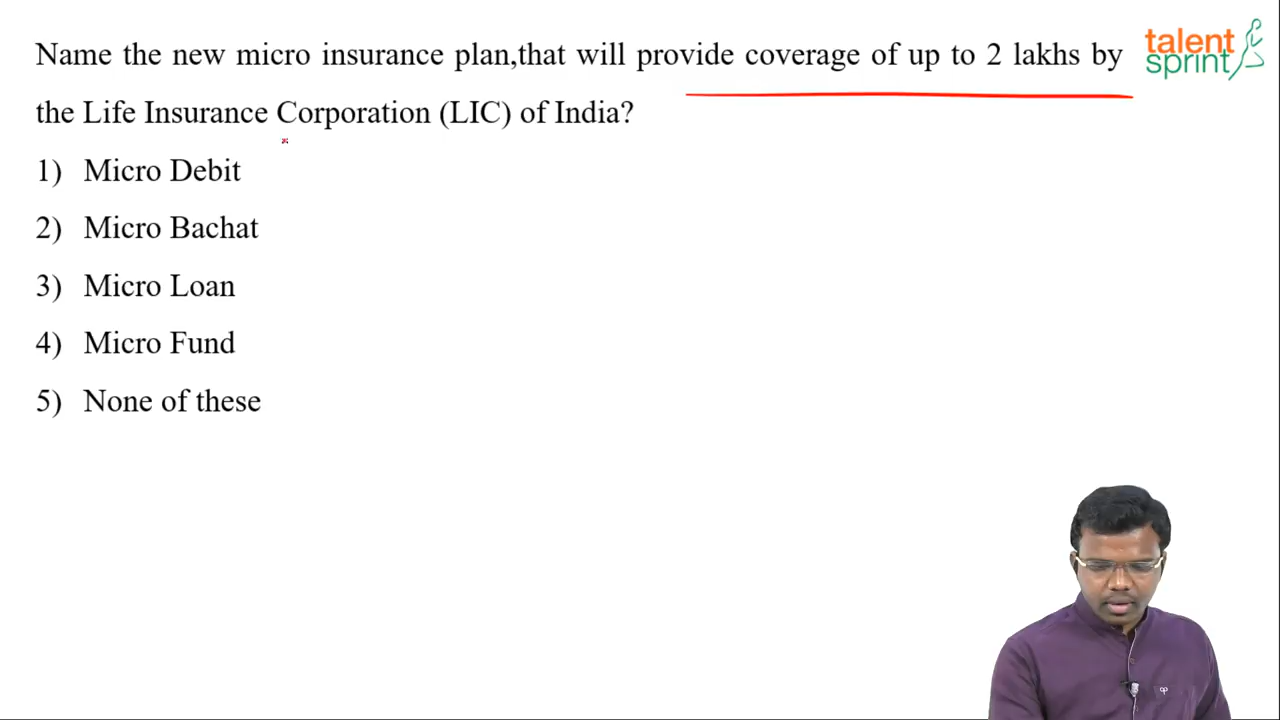 Name the new micro insurance plan,that will provide coverage of up to 2 lakhs by
the Life Insurance Corporation (LIC) of India?
1) Micro Debit
2) Micro Bachat
3) Micro Loan
4) Micro Fund
5) None of these
talent
sprint